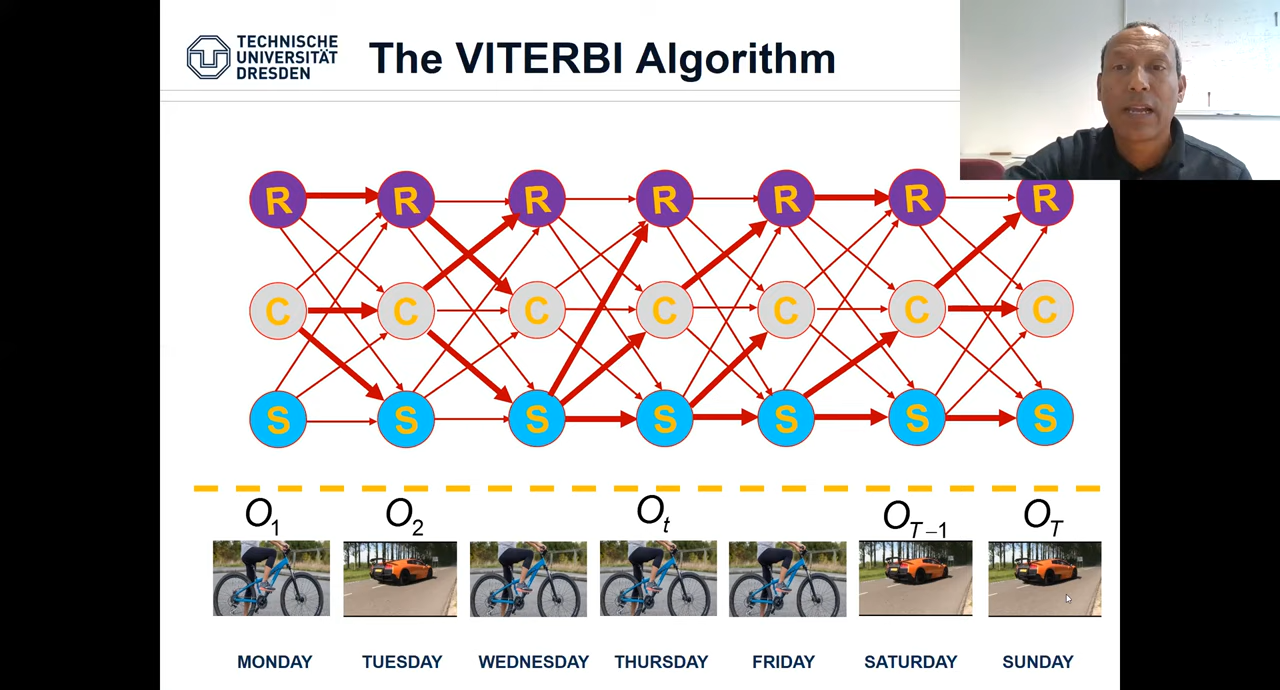 TECHNISCHE
UNIVERSITÄT
DRESDEN
The VITERBI Algorithm
R R R R R R R
C C C C C C C
S S S S S S S
O1 O2 Ot OT–1 OT
MONDAY TUESDAY WEDNESDAY THURSDAY FRIDAY SATURDAY SUNDAY